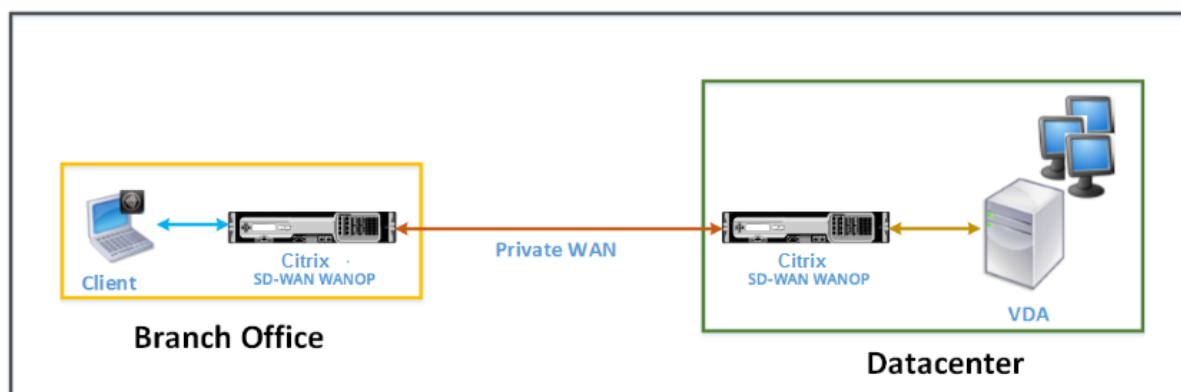 Client
Citrix
SD-WAN WANOP
Branch Office
Private WAN
Citrix
SD-WAN WANOP
VDA
Datacenter